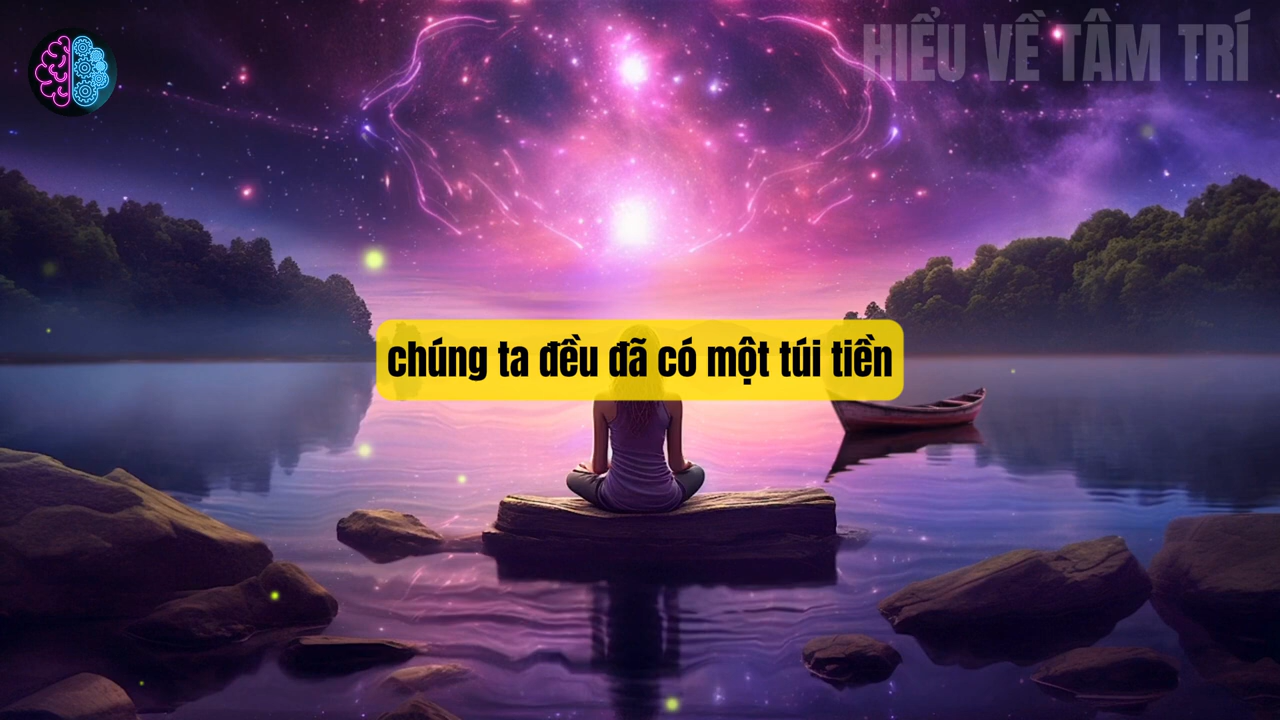 HIỂU VỀ TÂM TRÍ
chúng ta đều đã có một túi tiền